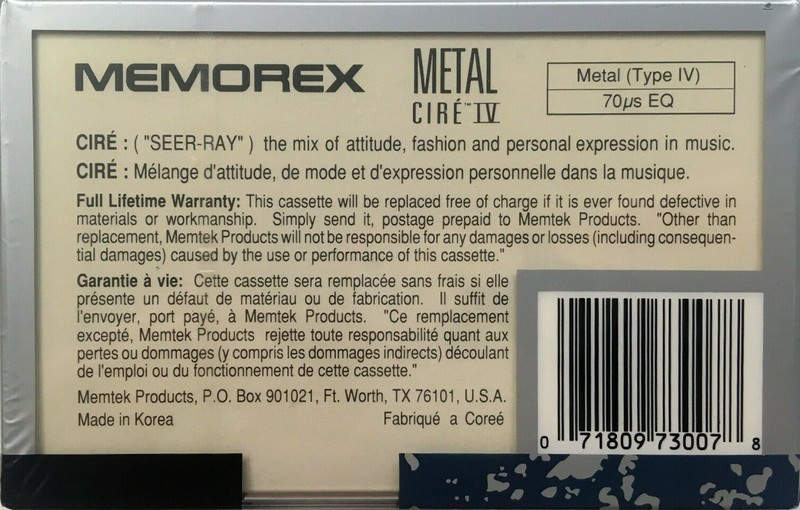 MEMOREX
METAL
CIRÉ™ IV
Metal (Type IV)
70µs EQ
CIRÉ : ( "SEER-RAY" ) the mix of attitude, fashion and personal expression in music.
CIRÉ : Mélange d'attitude, de mode et d'expression personnelle dans la musique.
Full Lifetime Warranty: This cassette will be replaced free of charge if it is ever found defective in
materials or workmanship. Simply send it, postage prepaid to Memtek Products. "Other than
replacement, Memtek Products will not be responsible for any damages or losses (including consequen-
tial damages) caused by the use or performance of this cassette."
Garantie à vie: Cette cassette sera remplacée sans frais si elle
présente un défaut de matériau ou de fabrication. Il suffit de
l'envoyer, port payé, à Memtek Products. "Ce remplacement
excepté, Memtek Products rejette toute responsabilité quant aux
pertes ou dommages (y compris les dommages indirects) découlant
de l'emploi ou du fonctionnement de cette cassette."
Memtek Products, P.O. Box 901021, Ft. Worth, TX 76101, U.S.A.
Made in Korea Fabriqué a Coreé
0 71809 73007 8